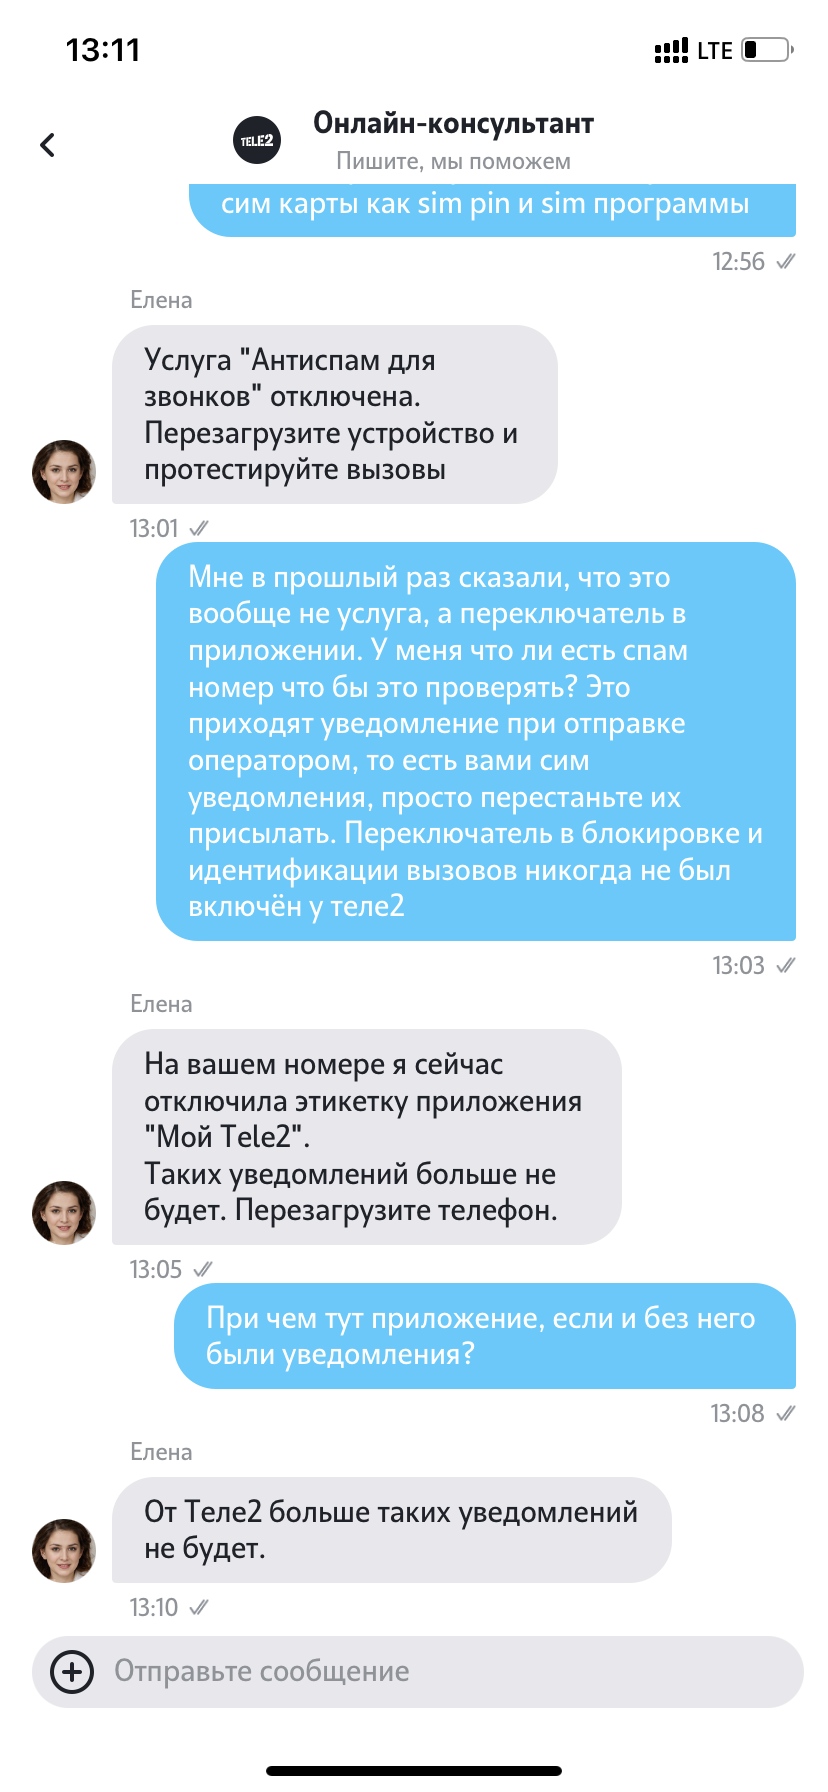 13:11
LTE
TELE2
Онлайн-консультант
Пишите, мы поможем
сим карты как sim pin и sim программы
12:56
Елена
Услуга "Антиспам для
звонков" отключена.
Перезагрузите устройство и
протестируйте вызовы
13:01
Мне в прошлый раз сказали, что это
вообще не услуга, а переключатель в
приложении. У меня что ли есть спам
номер что бы это проверять? Это
приходят уведомление при отправке
оператором, то есть вами сим
уведомления, просто перестаньте их
присылать. Переключатель в блокировке и
идентификации вызовов никогда не был
включён у теле2
13:03
Елена
На вашем номере я сейчас
отключила этикетку приложения
"Мой Tele2".
Таких уведомлений больше не
будет. Перезагрузите телефон.
13:05
При чем тут приложение, если и без него
были уведомления?
13:08
Елена
От Теле2 больше таких уведомлений
не будет.
13:10
Отправьте сообщение